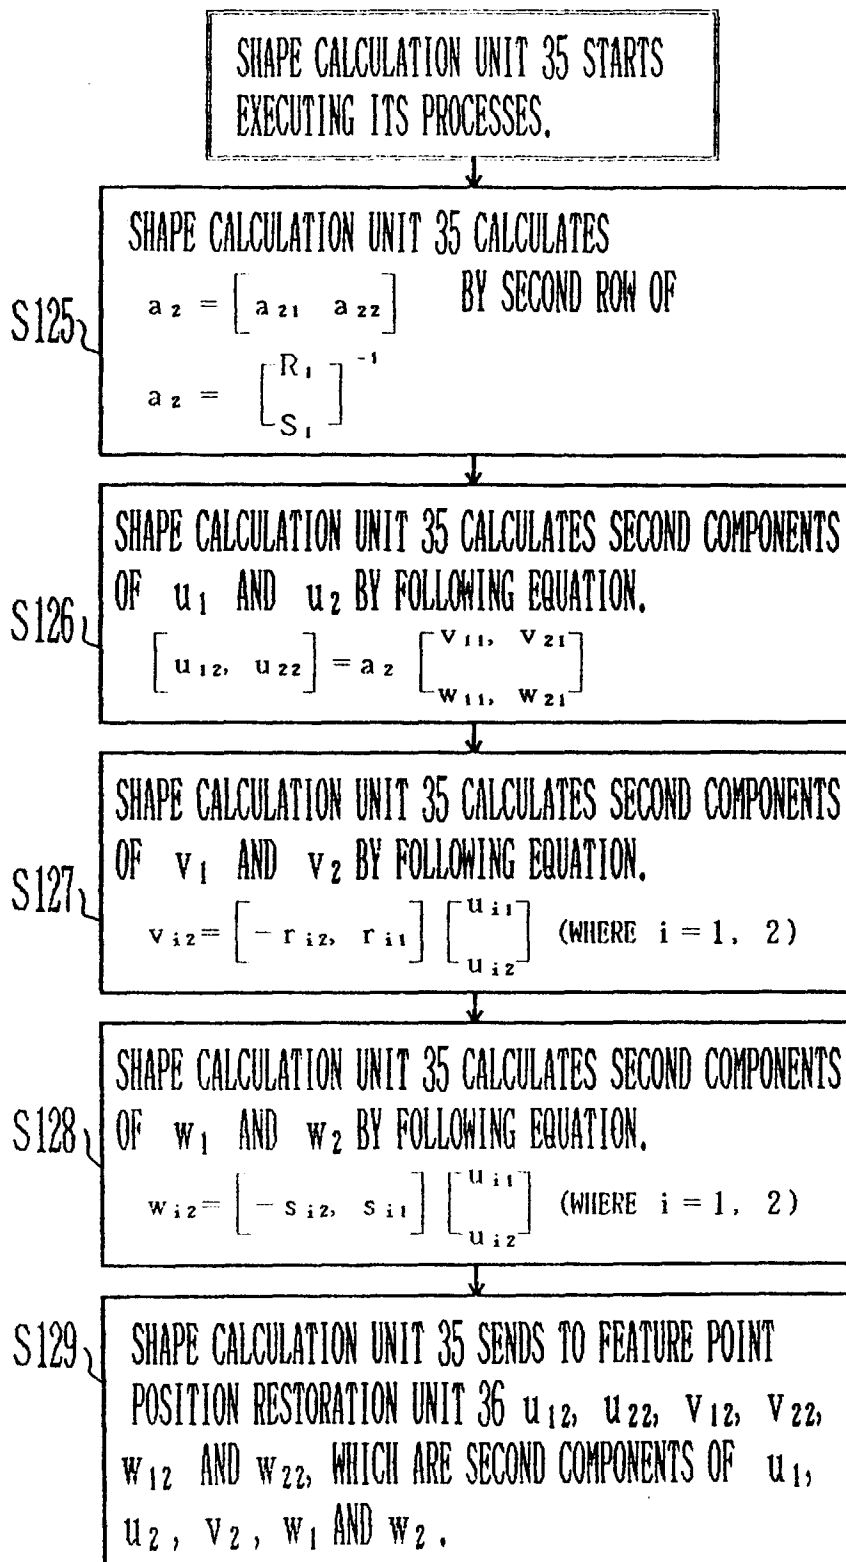 SHAPE CALCULATION UNIT 35 STARTS
EXECUTING ITS PROCESSES.
SHAPE CALCULATION UNIT 35 CALCULATES
a₂ = [a₂₁ a₂₂] BY SECOND ROW OF
S125
a₂ = [R₁
S₁]⁻¹
SHAPE CALCULATION UNIT 35 CALCULATES SECOND COMPONENTS
OF u₁ AND u₂ BY FOLLOWING EQUATION.
S126
[u₁₂, u₂₂] = a₂ [v₁₁, v₂₁
w₁₁, w₂₁]
SHAPE CALCULATION UNIT 35 CALCULATES SECOND COMPONENTS
OF v₁ AND v₂ BY FOLLOWING EQUATION.
S127
vᵢ₂ = [−rᵢ₂, rᵢ₁] [uᵢ₁
uᵢ₂] (WHERE i = 1, 2)
SHAPE CALCULATION UNIT 35 CALCULATES SECOND COMPONENTS
S128
OF w₁ AND w₂ BY FOLLOWING EQUATION.
wᵢ₂ = [−sᵢ₂, sᵢ₁] [uᵢ₁
uᵢ₂] (WHERE i = 1, 2)
S129
SHAPE CALCULATION UNIT 35 SENDS TO FEATURE POINT
POSITION RESTORATION UNIT 36 u₁₂, u₂₂, v₁₂, v₂₂,
w₁₂ AND w₂₂, WHICH ARE SECOND COMPONENTS OF u₁,
u₂, v₂, w₁ AND w₂.